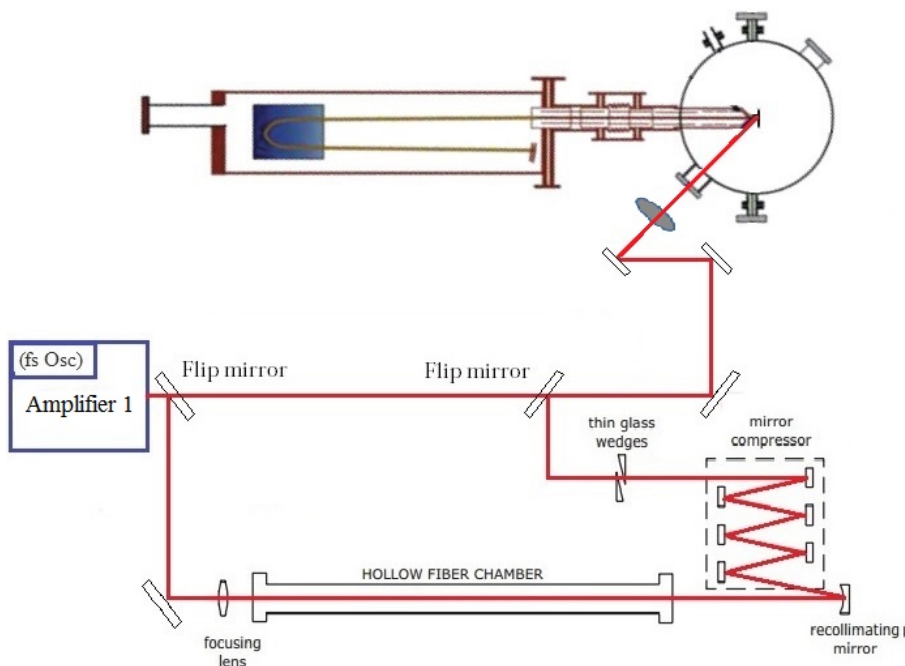 (fs Osc)
Amplifier 1
Flip mirror
Flip mirror
thin glass
wedges
mirror
compressor
HOLLOW FIBER CHAMBER
focusing
lens
recollimating
mirror